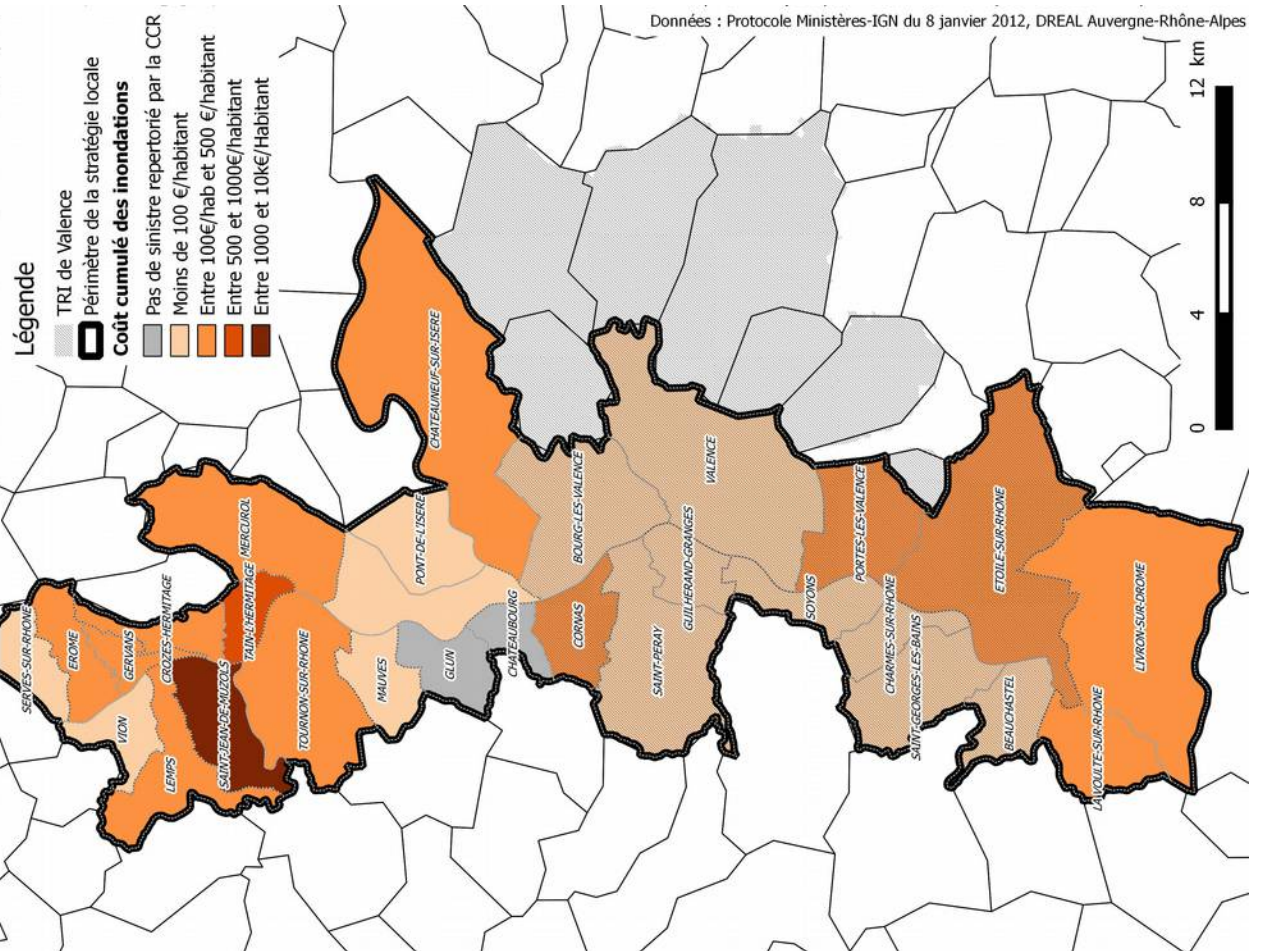 Données : Protocole Ministères-IGN du 8 janvier 2012, DREAL Auvergne-Rhône-Alpes
Légende
TRI de Valence
Périmètre de la stratégie locale
Coût cumulé des inondations
Pas de sinistre repertorié par la CCR
Moins de 100 €/habitant
Entre 100€/hab et 500 €/habitant
Entre 500 et 1000€/habitant
Entre 1000 et 10k€/Habitant
SERVES-SUR-RHONE
EROME
GERVANS
CROZES-HERMITAGE
VION
LEMPS
SAINT-JEAN-DE-MUZOLS
TAIN-L'HERMITAGE
MERCUROL
TOURNON-SUR-RHONE
MAUVES
PONT-DE-L'ISERE
CHATEAUNEUF-SUR-ISERE
GLUN
CHATEAUBOURG
CORNAS
BOURG-LES-VALENCE
VALENCE
SAINT-PERAY
GUILHERAND-GRANGES
SOYONS
PORTES-LES-VALENCE
CHARMES-SUR-RHONE
SAINT-GEORGES-LES-BAINS
BEAUCHASTEL
ETOILE-SUR-RHONE
LA VOULTE-SUR-RHONE
LIVRON-SUR-DROME
0 4 8 12 km